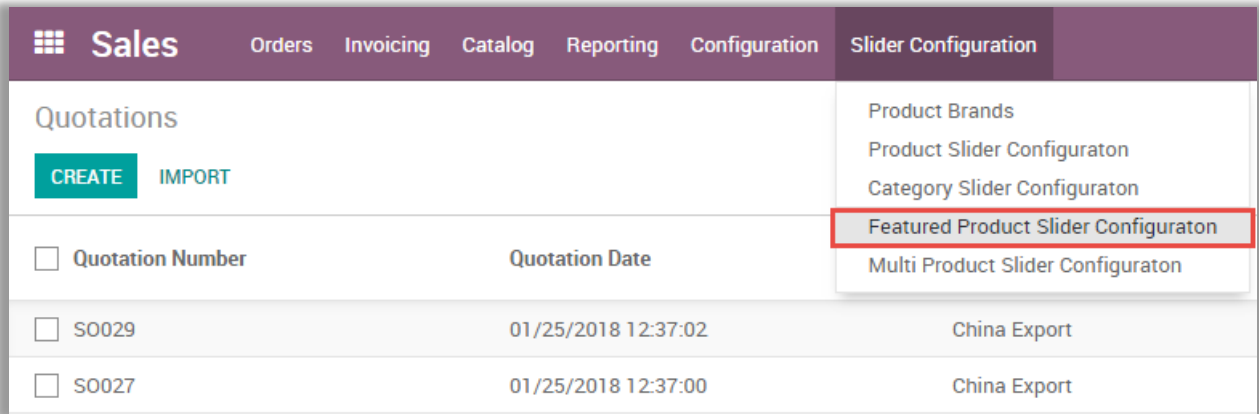 Sales Orders Invoicing Catalog Reporting Configuration Slider Configuration
Quotations
CREATE IMPORT
Product Brands
Product Slider Configuraton
Category Slider Configuraton
Featured Product Slider Configuraton
Multi Product Slider Configuraton
Quotation Number Quotation Date
SO029 01/25/2018 12:37:02 China Export
SO027 01/25/2018 12:37:00 China Export